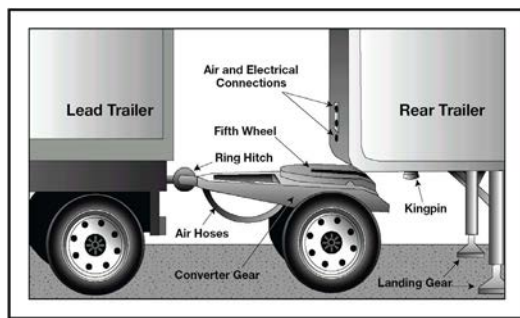 Lead Trailer
Air and Electrical
Connections
Rear Trailer
Fifth Wheel
Ring Hitch
Kingpin
Air Hoses
Converter Gear
Landing Gear